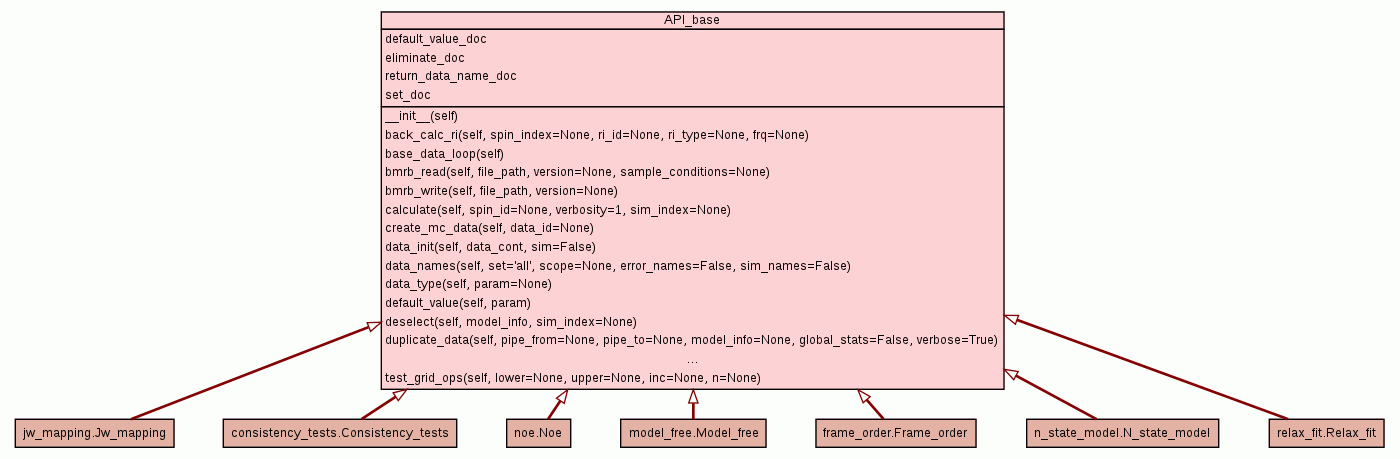 API_base
default_value_doc
eliminate_doc
return_data_name_doc
set_doc
__init__(self)
back_calc_ri(self, spin_index=None, ri_id=None, ri_type=None, frq=None)
base_data_loop(self)
bmrb_read(self, file_path, version=None, sample_conditions=None)
bmrb_write(self, file_path, version=None)
calculate(self, spin_id=None, verbosity=1, sim_index=None)
create_mc_data(self, data_id=None)
data_init(self, data_cont, sim=False)
data_names(self, set='all', scope=None, error_names=False, sim_names=False)
data_type(self, param=None)
default_value(self, param)
deselect(self, model_info, sim_index=None)
duplicate_data(self, pipe_from=None, pipe_to=None, model_info=None, global_stats=False, verbose=True)
...
test_grid_ops(self, lower=None, upper=None, inc=None, n=None)
jw_mapping.Jw_mapping
consistency_tests.Consistency_tests
noe.Noe
model_free.Model_free
frame_order.Frame_order
n_state_model.N_state_model
relax_fit.Relax_fit